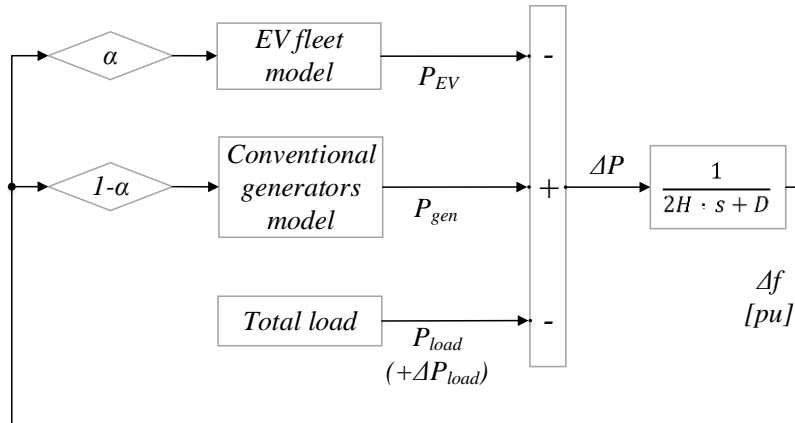 α
EV fleet
model
P_EV
-
1-α
Conventional
generators
model
P_gen
+
ΔP
1
2H · s + D
Δf
[pu]
Total load
P_load
(+ΔP_load)
-